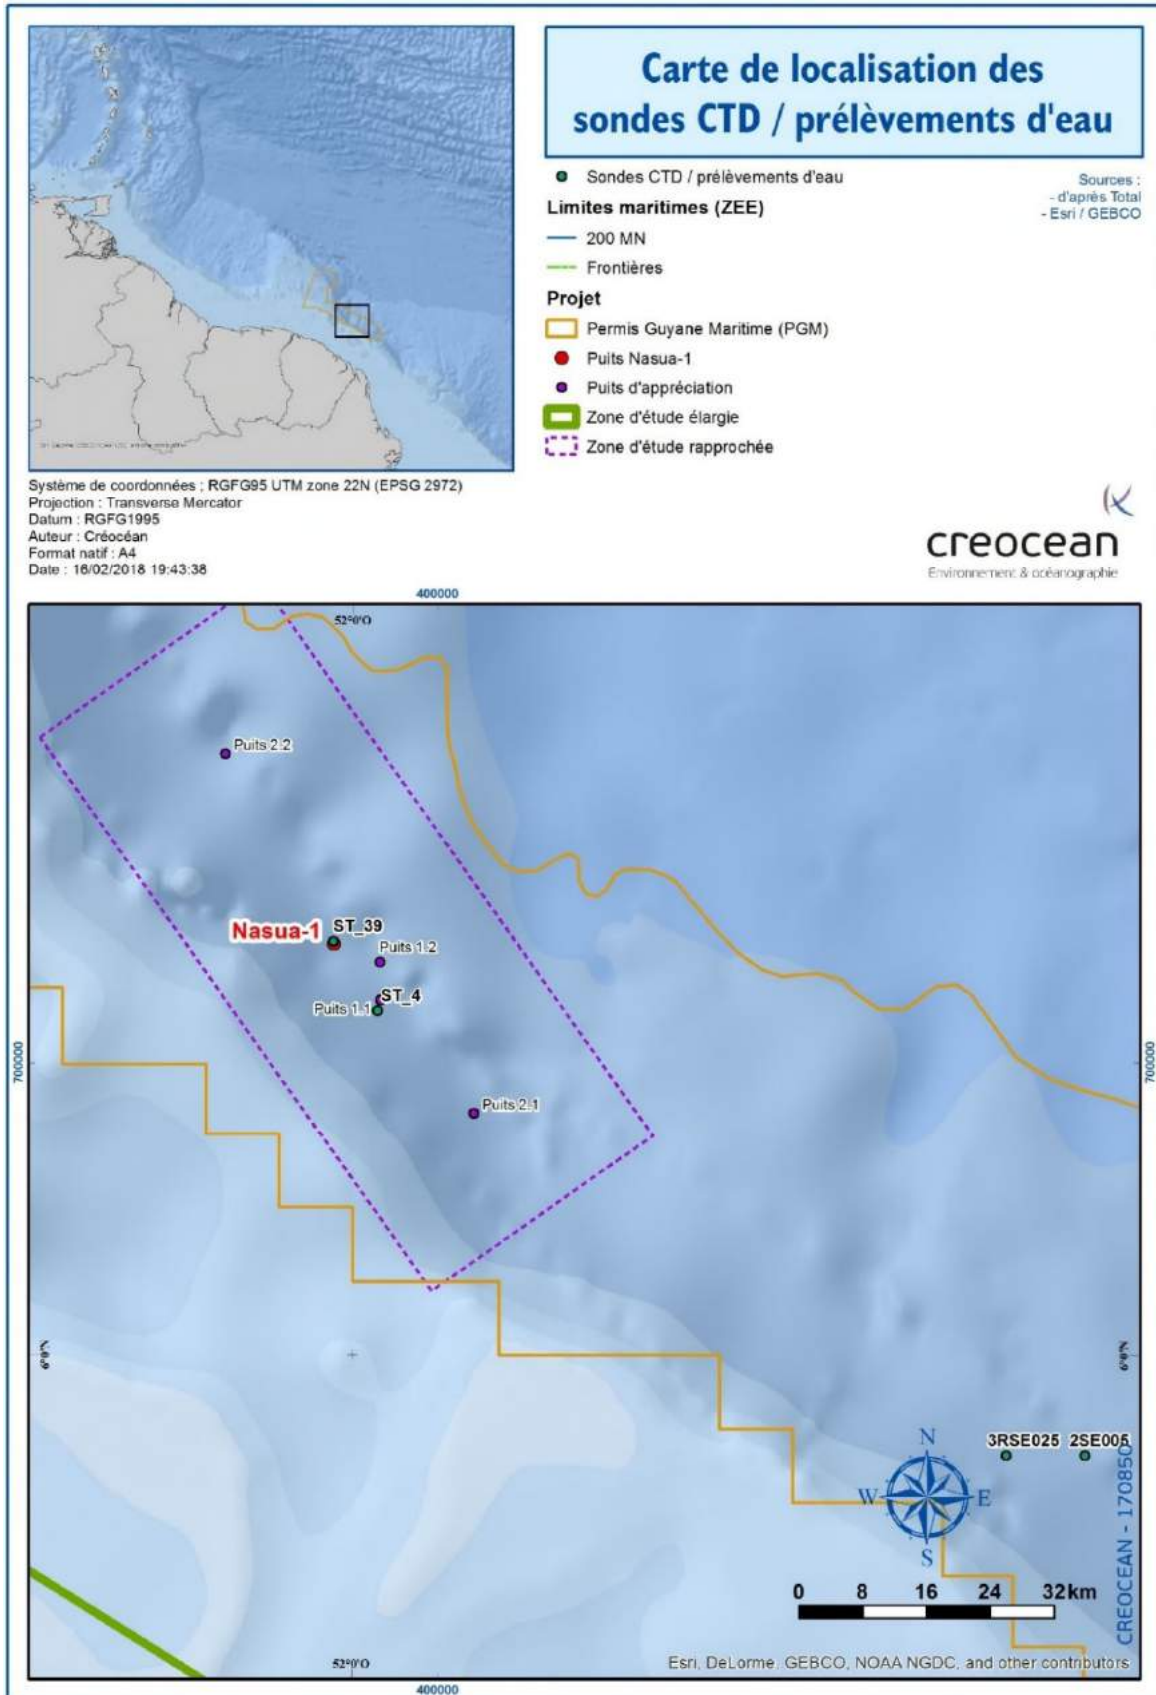 Carte de localisation des
sondes CTD / prélèvements d'eau
Sondes CTD / prélèvements d'eau
Sources :
- d'après Total
- Esri / GEBCO
Limites maritimes (ZEE)
200 MN
Frontières
Projet
Permis Guyane Maritime (PGM)
Puits Nasua-1
Puits d'appréciation
Zone d'étude élargie
Zone d'étude rapprochée
Système de coordonnées : RGFG95 UTM zone 22N (EPSG 2972)
Projection : Transverse Mercator
Datum : RGFG1995
Auteur : Créocéan
Format natif : A4
Date : 16/02/2018 19:43:38
creocean
Environnement & océanographie
400000
52°0'O
Puits 2.2
Nasua-1
ST_39
Puits 1.2
ST_4
Puits 1.1
700000
700000
Puits 2.1
6°0'N
6°0'N
3RSE025 2SE005
N
W E
S
0 8 16 24 32 km
CREOCEAN - 170850
Esri, DeLorme, GEBCO, NOAA NGDC, and other contributors
52°0'O
400000